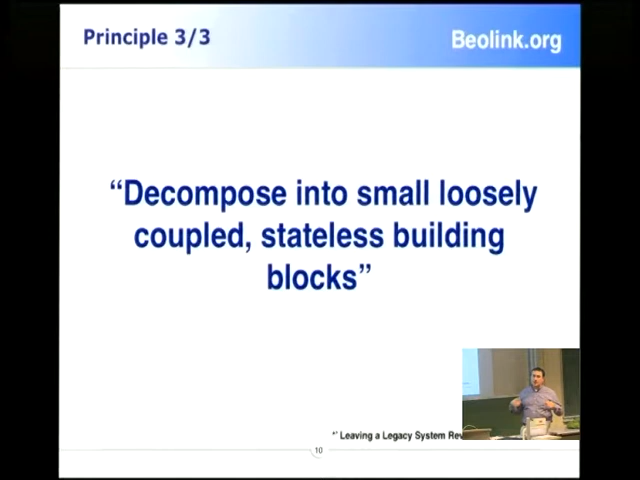 Principle 3/3
Beolink.org
“Decompose into small loosely
coupled, stateless building
blocks”
*' Leaving a Legacy System
10